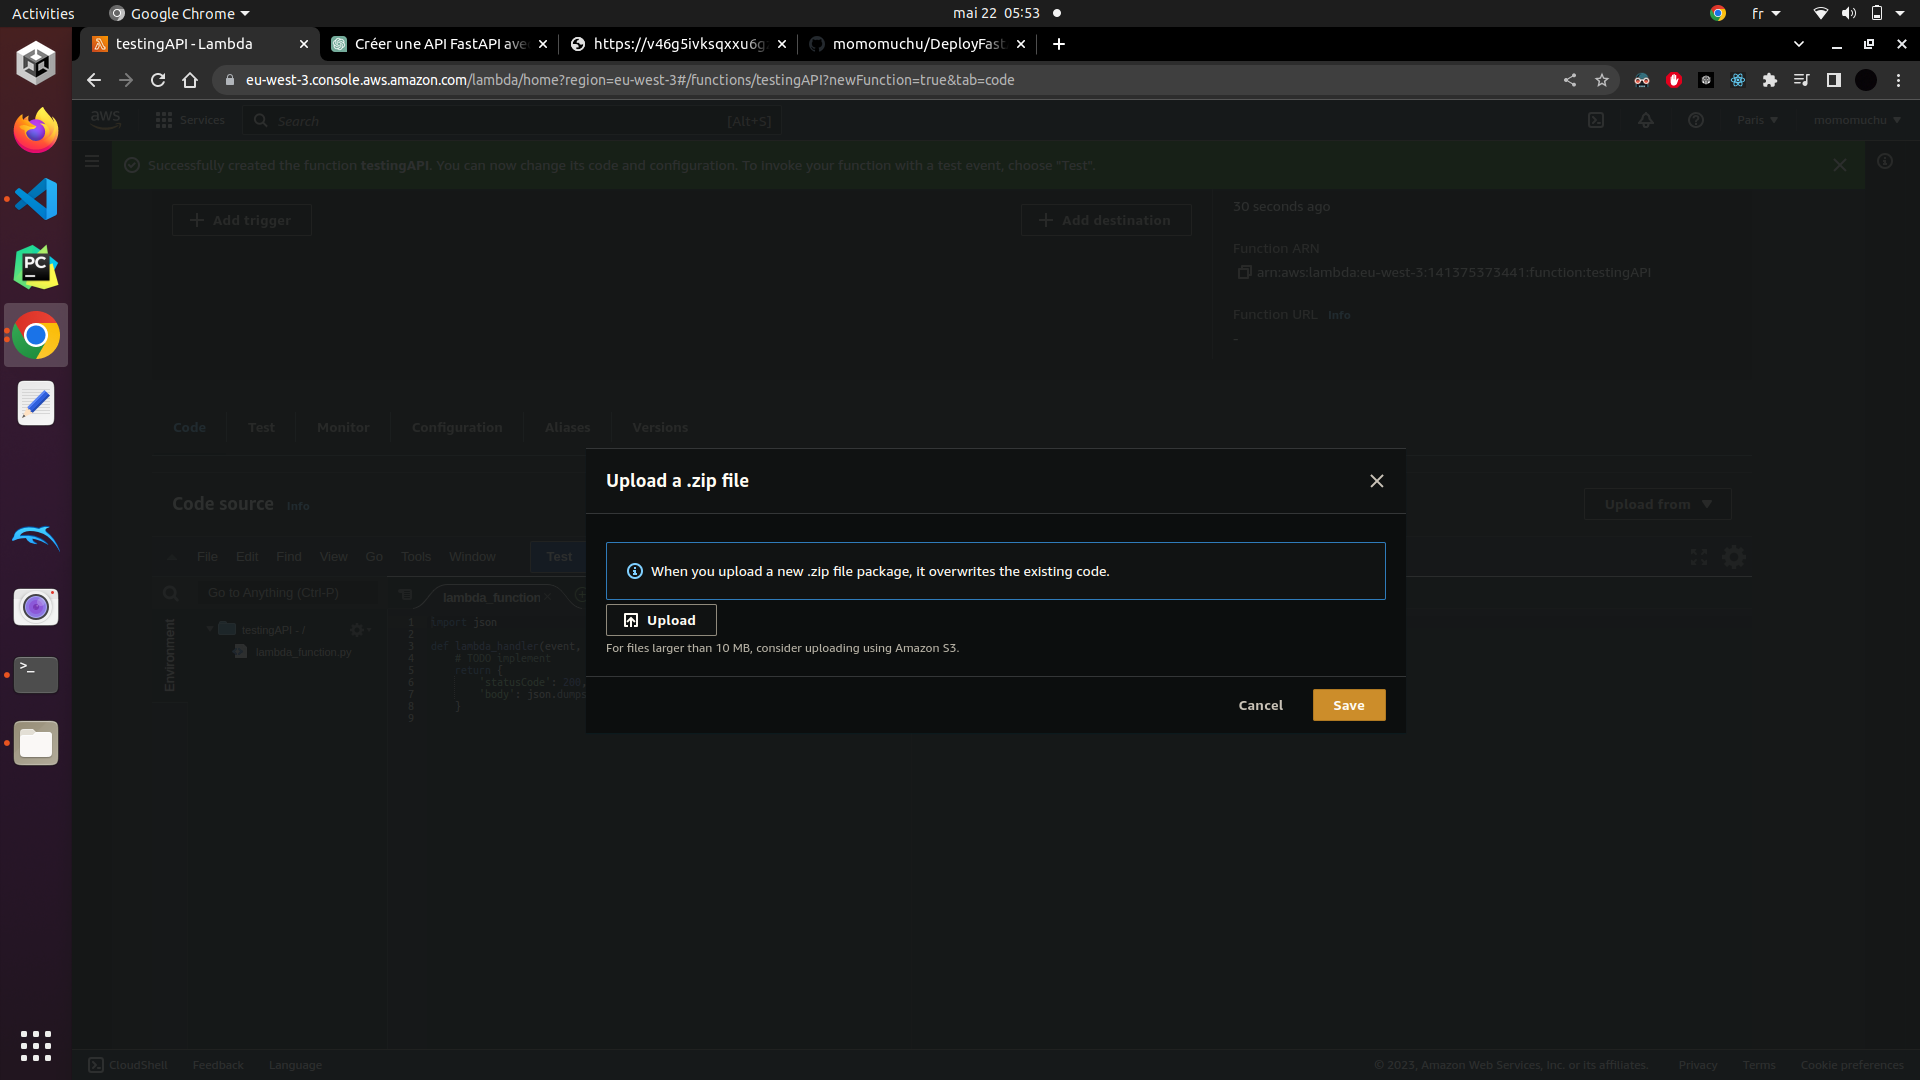 Activities
Google Chrome
mai 22 05:53
fr
testingAPI - Lambda
Créer une API FastAPI ave
https://v46g5ivksqxxu6g
momomuchu/DeployFast
eu-west-3.console.aws.amazon.com/lambda/home?region=eu-west-3#/functions/testingAPI?newFunction=true&tab=code
aws
Services
Search
[Alt+S]
Paris
momomuchu
Successfully created the function testingAPI. You can now change its code and configuration. To invoke your function with a test event, choose "Test".
Add trigger
Add destination
30 seconds ago
Function ARN
arn:aws:lambda:eu-west-3:141375373441:function:testingAPI
Function URL Info
-
Code
Test
Monitor
Configuration
Aliases
Versions
Code source Info
Upload from
File Edit Find View Go Tools Window
Test
Go to Anything (Ctrl-P)
lambda_function
Environment
testingAPI - /
lambda_function.py
1 import json
2
3 def lambda_handler(event,
4 # TODO implement
5 return {
6 'statusCode': 200,
7 'body': json.dumps
8 }
9
Upload a .zip file
When you upload a new .zip file package, it overwrites the existing code.
Upload
For files larger than 10 MB, consider uploading using Amazon S3.
Cancel
Save
PC
>_
CloudShell
Feedback
Language
© 2023, Amazon Web Services, Inc. or its affiliates.
Privacy
Terms
Cookie preferences